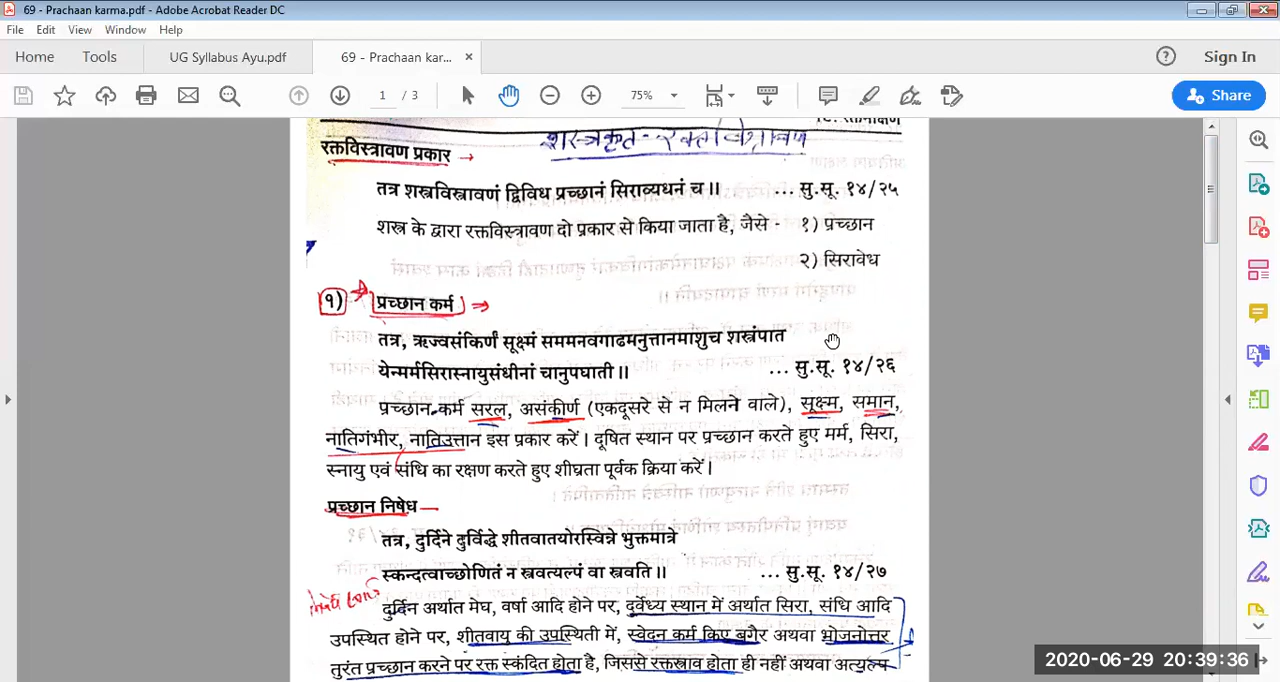 69 - Prachaan karma.pdf - Adobe Acrobat Reader DC
File Edit View Window Help
Home Tools UG Syllabus Ayu.pdf 69 - Prachaan kar... × Sign In
1 / 3 75% Share
रक्तविस्त्रावण प्रकार →
तत्र शस्त्रविस्त्रावणं द्विविध प्रच्छानं सिराव्यधनं च॥ ... सु.सू. १४/२५
शस्त्र के द्वारा रक्तविस्त्रावण दो प्रकार से किया जाता है, जैसे - १) प्रच्छान
२) सिरावेध
१) → प्रच्छान कर्म →
तत्र, ऋज्वसंकिर्णं सूक्ष्मं सममनवगाढमनुत्तानमाशुच शस्त्रंपात
येन्मर्मसिरास्नायुसंधीनां चानुपघाती॥ ... सु.सू. १४/२६
प्रच्छान कर्म सरल, असंकीर्ण (एकदूसरे से न मिलने वाले), सूक्ष्म, समान,
नातिगंभीर, नातिउत्तान इस प्रकार करें। दूषित स्थान पर प्रच्छान करते हुए मर्म, सिरा,
स्नायु एवं संधि का रक्षण करते हुए शीघ्रता पूर्वक क्रिया करें।
प्रच्छान निषेध
तत्र, दुर्दिने दुर्विद्धे शीतवातयोरस्विन्ने भुक्तमात्रे
स्कन्दत्वाच्छोणितं न स्त्रवत्यल्पं वा स्त्रवति॥ ... सु.सू. १४/२७
दुर्दिन अर्थात मेघ, वर्षा आदि होने पर, दुर्वेध्य स्थान में अर्थात सिरा, संधि आदि
उपस्थित होने पर, शीतवायु की उपस्थिती में, स्वेदन कर्म किए बगैर अथवा भोजनोत्तर
तुरंत प्रच्छान करने पर रक्त स्कंदित होता है, जिससे रक्तस्त्राव होता ही नहीं अथवा अत्यल्प
2020-06-29 20:39:36